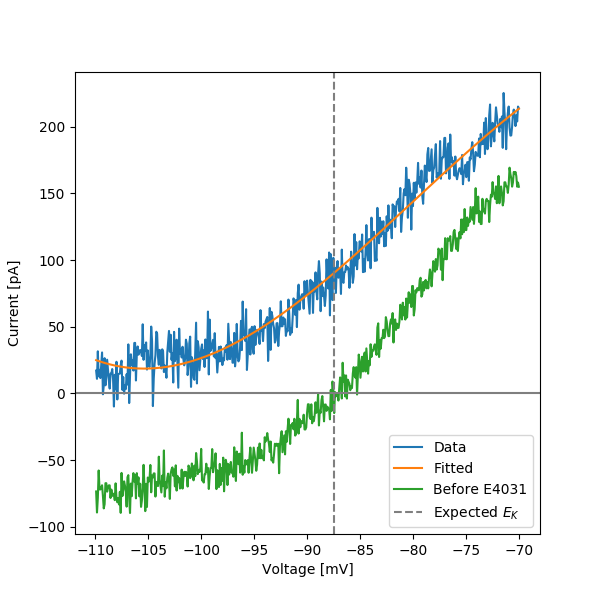 200
150
100
50
0
−50
−100
Current [pA]
Data
Fitted
Before E4031
Expected E_K
−110 −105 −100 −95 −90 −85 −80 −75 −70
Voltage [mV]